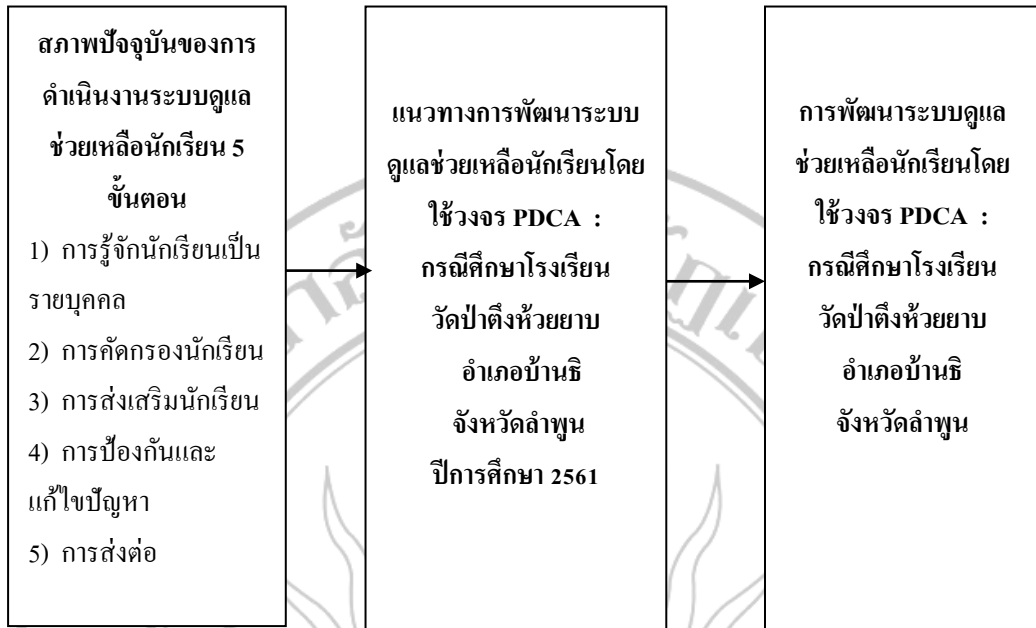 สภาพปัจจุบันของการ
ดำเนินงานระบบดูแล
ช่วยเหลือนักเรียน 5
ขั้นตอน
1) การรู้จักนักเรียนเป็น
รายบุคคล
2) การคัดกรองนักเรียน
3) การส่งเสริมนักเรียน
4) การป้องกันและ
แก้ไขปัญหา
5) การส่งต่อ
แนวทางการพัฒนาระบบ
ดูแลช่วยเหลือนักเรียนโดย
ใช้วงจร PDCA :
กรณีศึกษาโรงเรียน
วัดป่าตึงห้วยยาบ
อำเภอบ้านธิ
จังหวัดลำพูน
ปีการศึกษา 2561
การพัฒนาระบบดูแล
ช่วยเหลือนักเรียนโดย
ใช้วงจร PDCA :
กรณีศึกษาโรงเรียน
วัดป่าตึงห้วยยาบ
อำเภอบ้านธิ
จังหวัดลำพูน